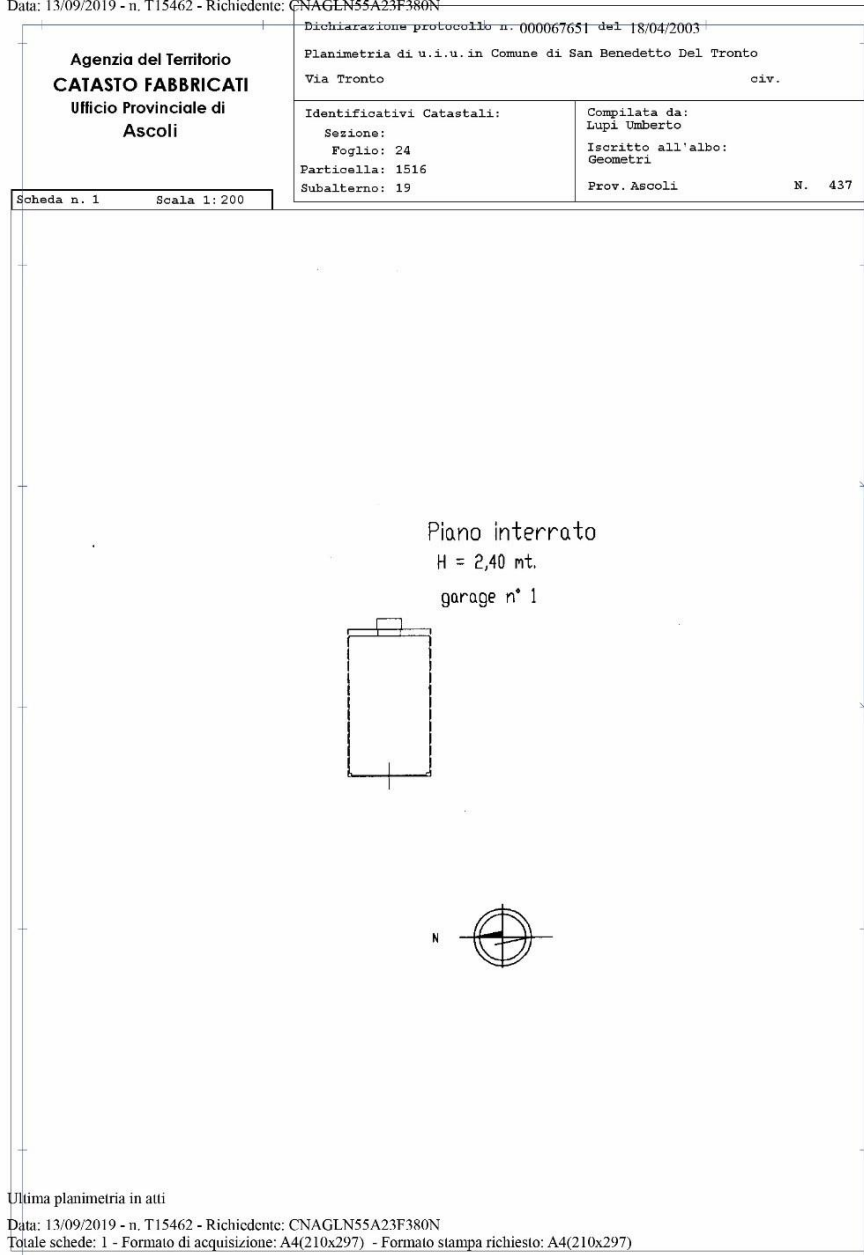 Data: 13/09/2019 - n. T15462 - Richiedente: CNAGLN55A23F380N
Agenzia del Territorio
CATASTO FABBRICATI
Ufficio Provinciale di
Ascoli
Dichiarazione protocollo n. 000067651 del 18/04/2003
Planimetria di u.i.u. in Comune di San Benedetto Del Tronto
Via Tronto civ.
Identificativi Catastali:
Sezione:
Foglio: 24
Particella: 1516
Subalterno: 19
Compilata da:
Lupi Umberto
Iscritto all'albo:
Geometri
Prov. Ascoli N. 437
Scheda n. 1 Scala 1:200
Piano interrato
H = 2,40 mt.
garage n° 1
N
Ultima planimetria in atti
Data: 13/09/2019 - n. T15462 - Richiedente: CNAGLN55A23F380N
Totale schede: 1 - Formato di acquisizione: A4(210x297) - Formato stampa richiesto: A4(210x297)